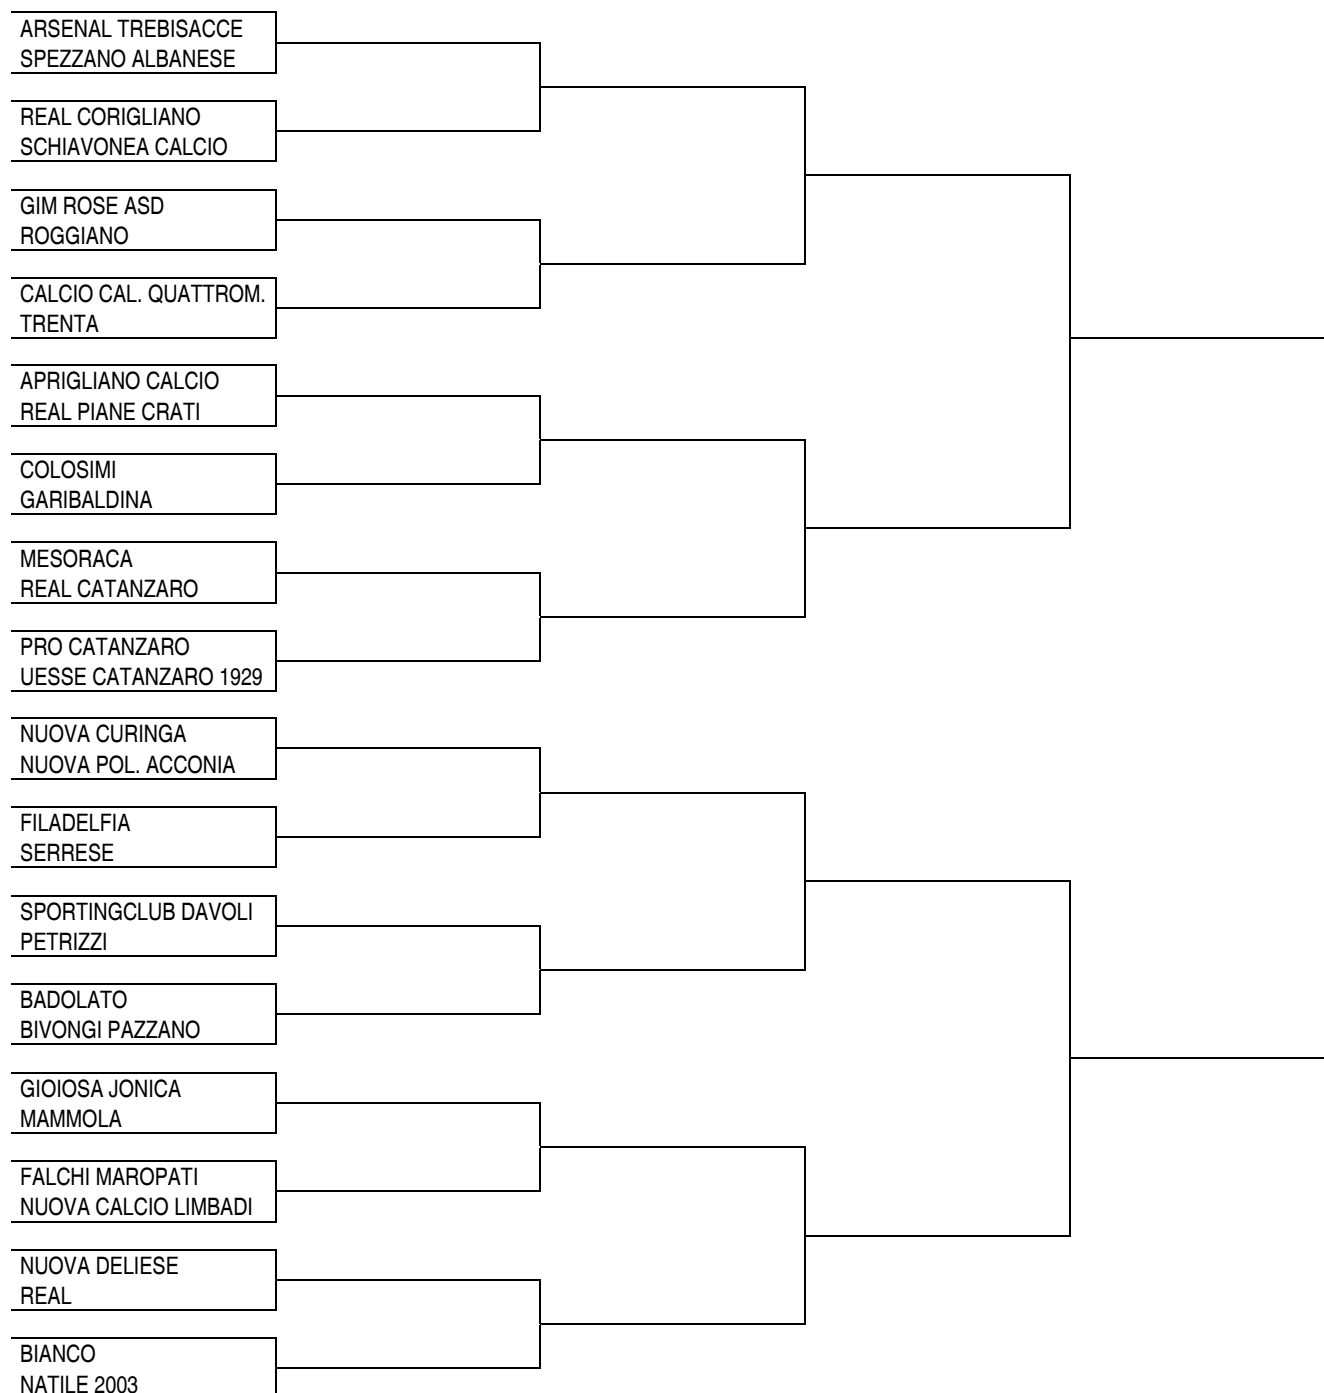 ARSENAL TREBISACCE
SPEZZANO ALBANESE
REAL CORIGLIANO
SCHIAVONEA CALCIO
GIM ROSE ASD
ROGGIANO
CALCIO CAL. QUATTROM.
TRENTA
APRIGLIANO CALCIO
REAL PIANE CRATI
COLOSIMI
GARIBALDINA
MESORACA
REAL CATANZARO
PRO CATANZARO
UESSE CATANZARO 1929
NUOVA CURINGA
NUOVA POL. ACCONIA
FILADELFIA
SERRESE
SPORTINGCLUB DAVOLI
PETRIZZI
BADOLATO
BIVONGI PAZZANO
GIOIOSA JONICA
MAMMOLA
FALCHI MAROPATI
NUOVA CALCIO LIMBADI
NUOVA DELIESE
REAL
BIANCO
NATILE 2003